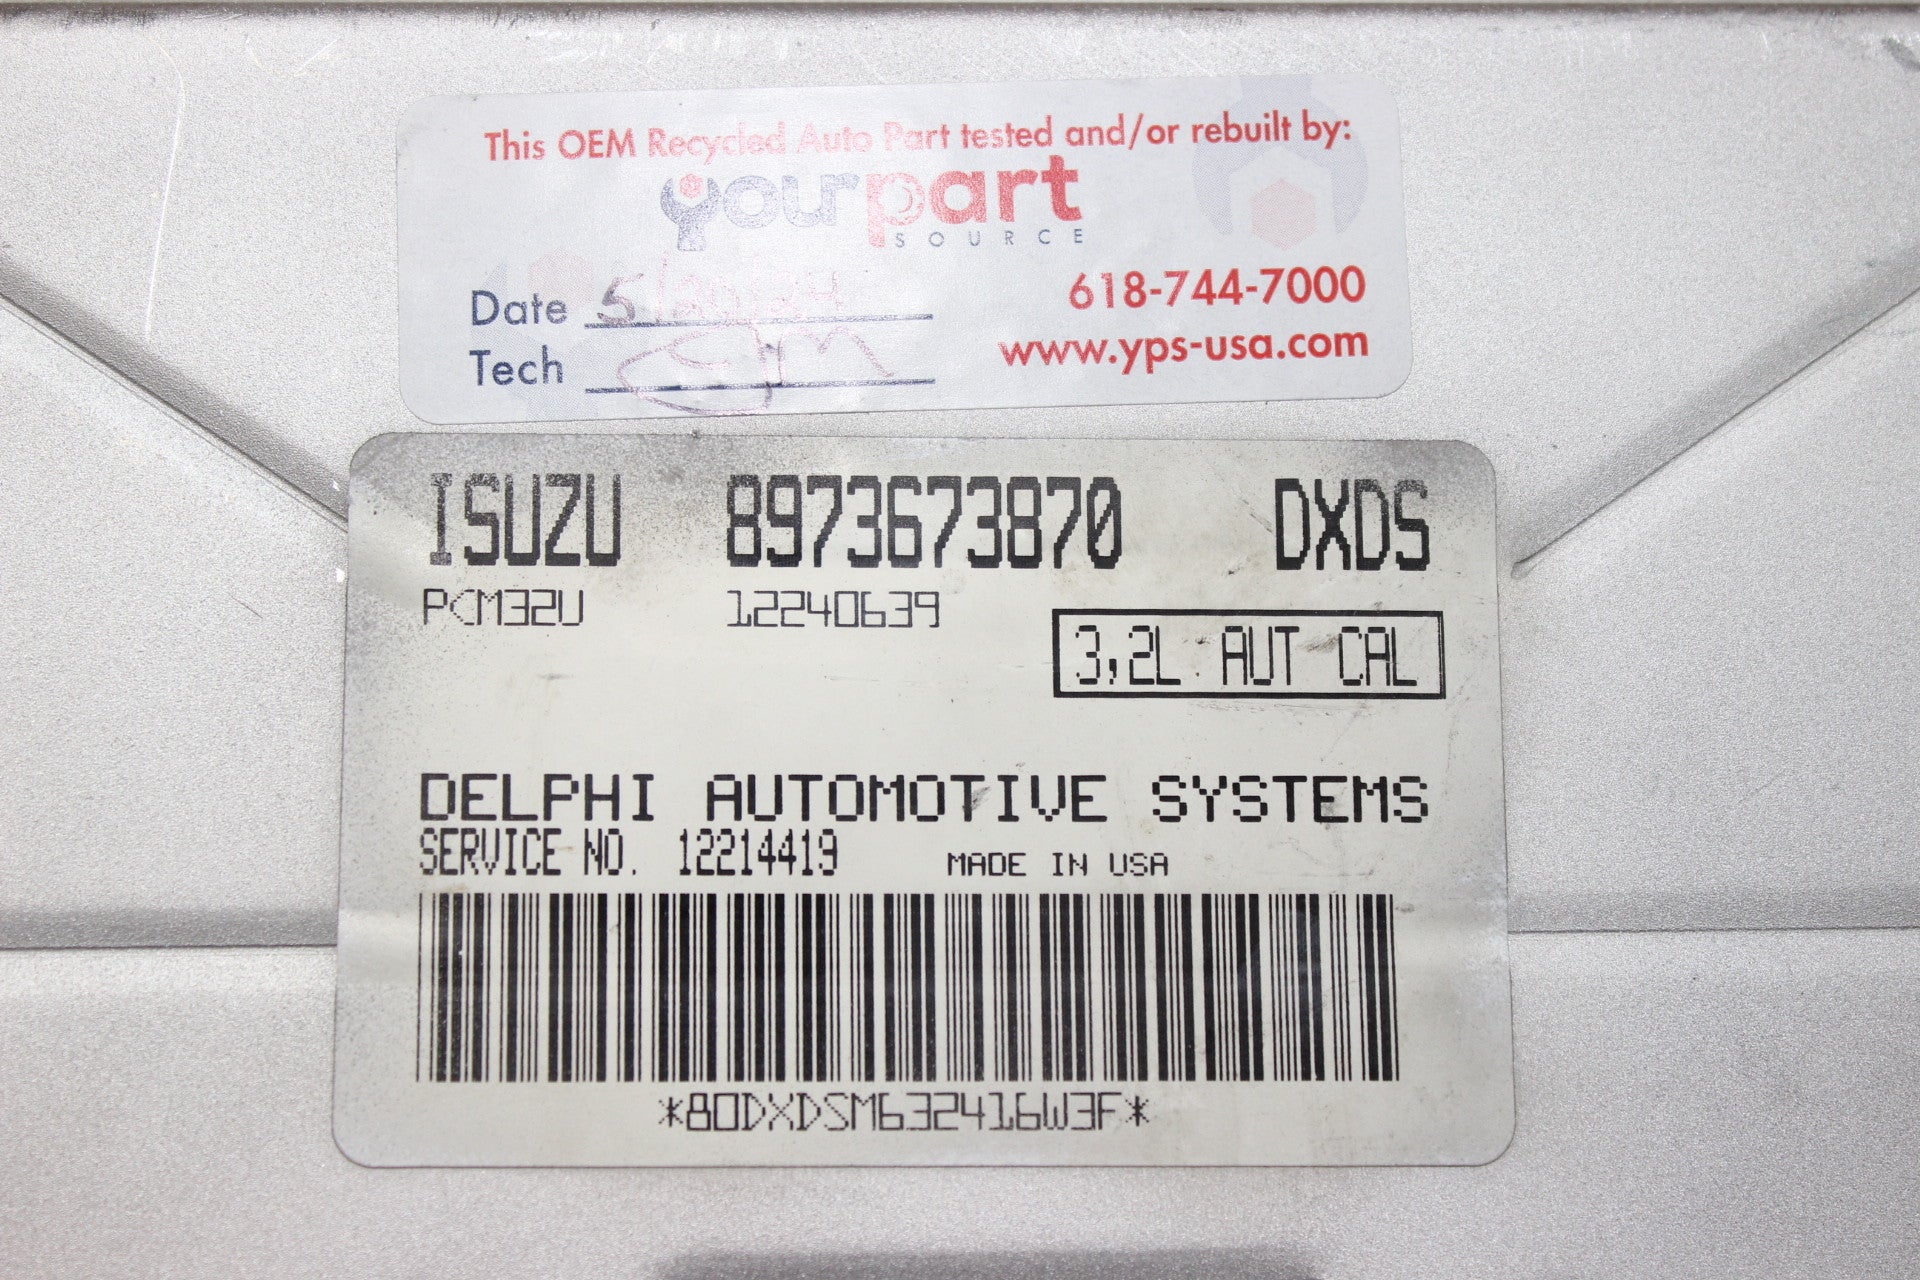 This OEM Recycled Auto Part tested and/or rebuilt by:
yourpart
SOURCE
Date 5/
618-744-7000
Tech
www.yps-usa.com
ISUZU 8973673870 DXDS
PCM32U 12240639
3,2L AUT CAL
DELPHI AUTOMOTIVE SYSTEMS
SERVICE NO. 12214419 MADE IN USA
*80DXDSM632416W3F*